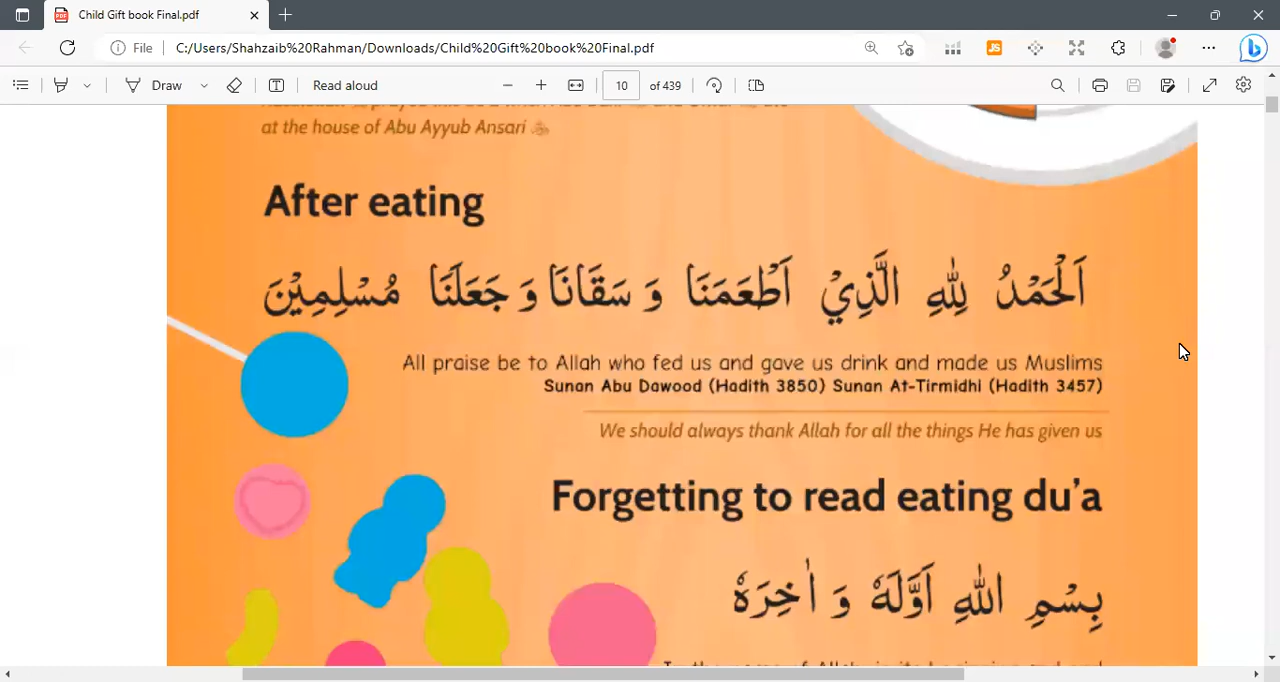 Child Gift book Final.pdf
File
C:/Users/Shahzaib%20Rahman/Downloads/Child%20Gift%20book%20Final.pdf
JS
Draw
Read aloud
10
of 439
at the house of Abu Ayyub Ansari
After eating
اَلْحَمْدُ لِلّٰهِ الَّذِيْ اَطْعَمَنَا وَ سَقَانَا وَ جَعَلَنَا مُسْلِمِيْنَ
All praise be to Allah who fed us and gave us drink and made us Muslims
Sunan Abu Dawood (Hadith 3850) Sunan At-Tirmidhi (Hadith 3457)
We should always thank Allah for all the things He has given us
Forgetting to read eating du'a
بِسْمِ اللّٰهِ اَوَّلَهٗ وَ اٰخِرَهٗ